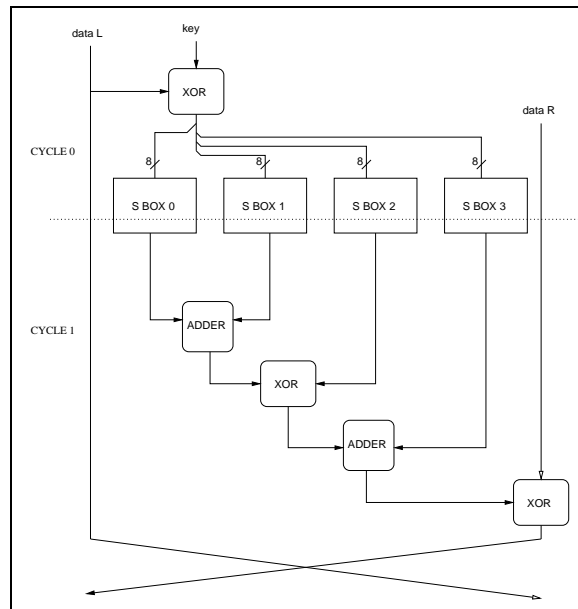 data L
key
XOR
data R
CYCLE 0
8
8
8
8
S BOX 0
S BOX 1
S BOX 2
S BOX 3
ADDER
CYCLE 1
XOR
ADDER
XOR